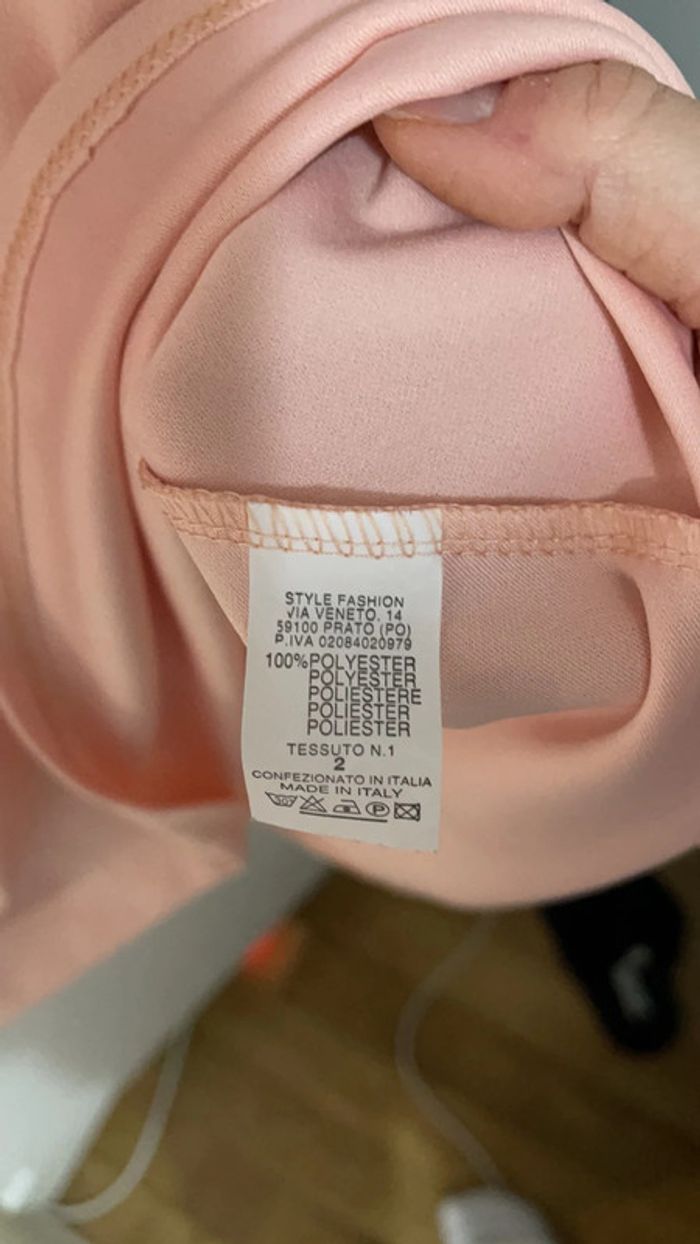 STYLE FASHION
VIA VENETO, 14
59100 PRATO (PO)
P.IVA 02084020979
100%POLYESTER
POLYESTER
POLIESTERE
POLIESTER
POLIESTER
TESSUTO N.1
2
CONFEZIONATO IN ITALIA
MADE IN ITALY
30 P